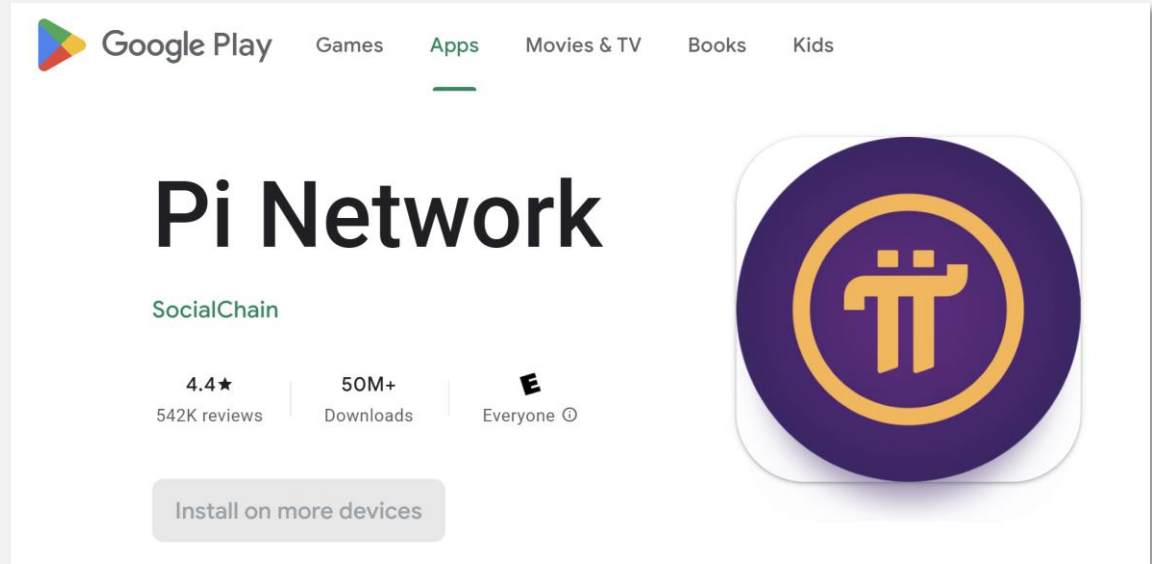 Google Play Games Apps Movies & TV Books Kids
Pi Network
SocialChain
4.4★ 50M+ E
542K reviews Downloads Everyone ⓘ
Install on more devices